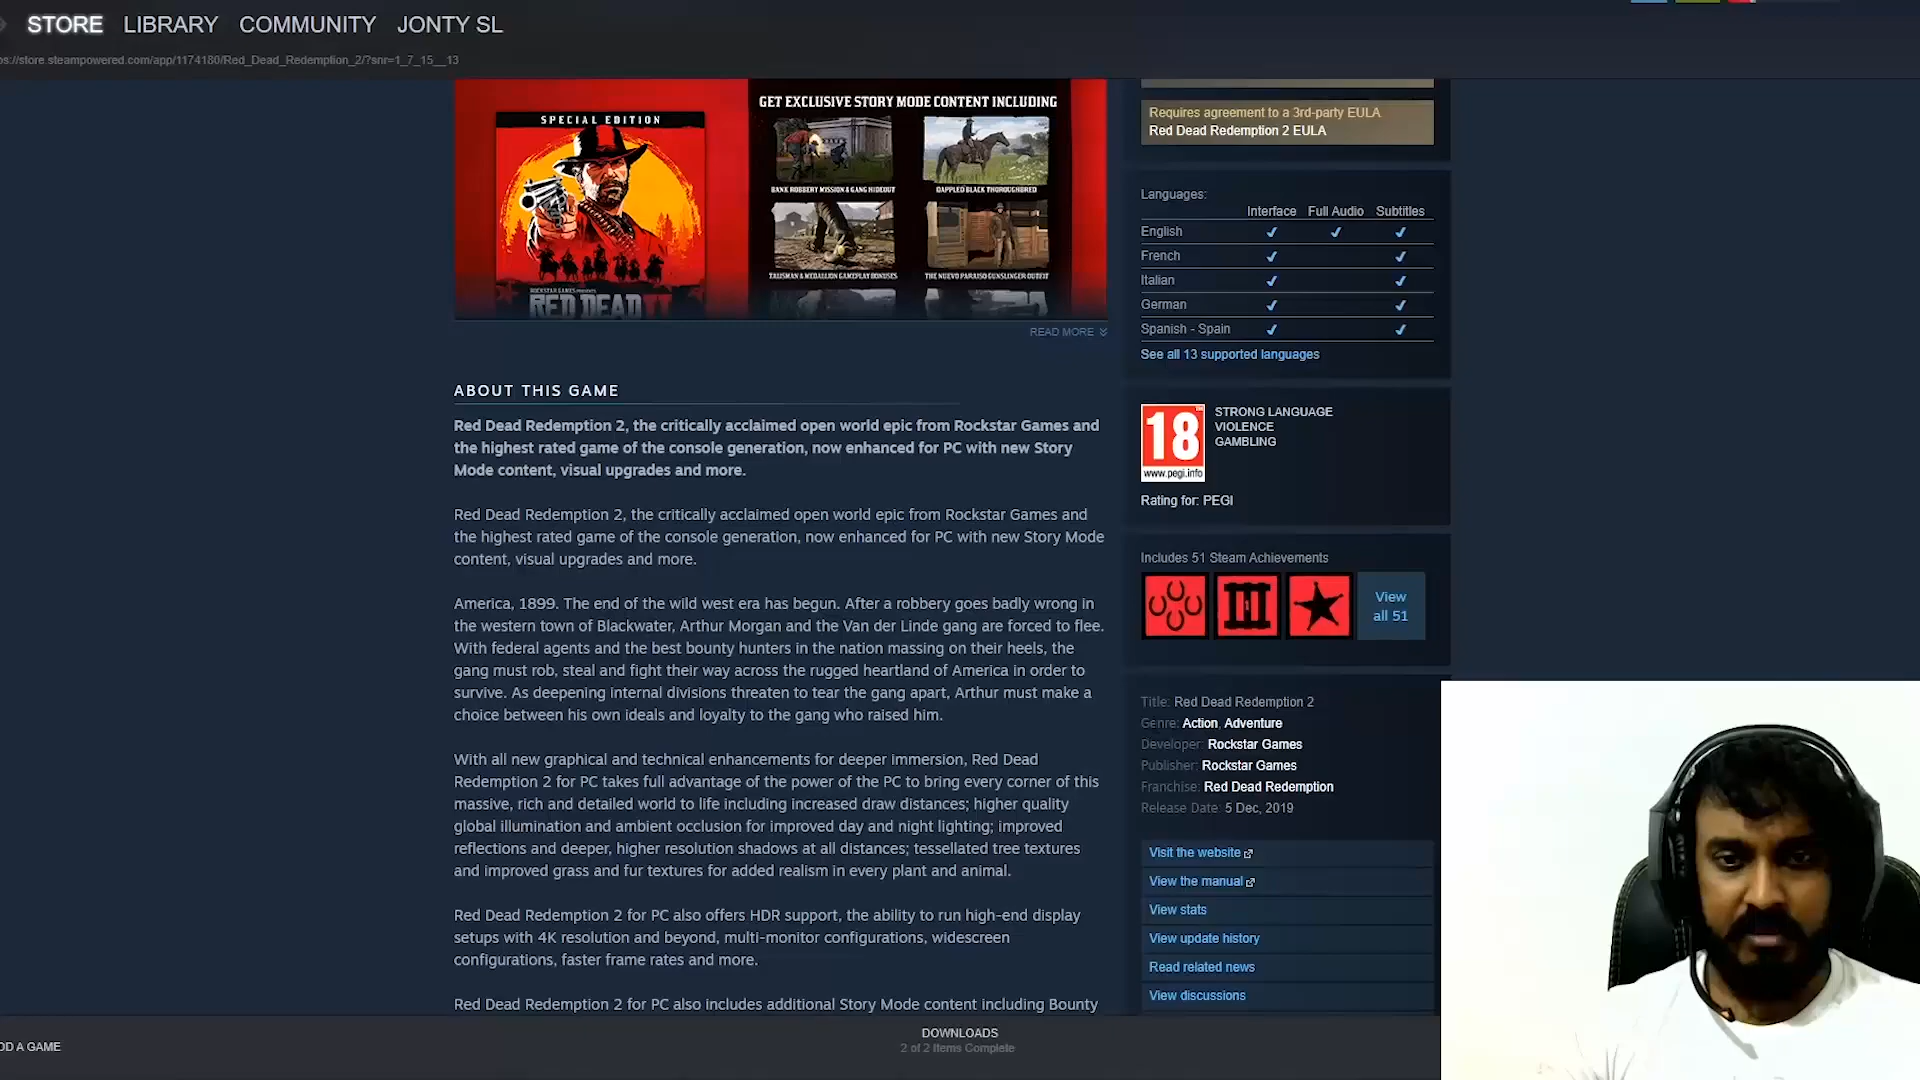 STORE LIBRARY COMMUNITY JONTY SL
ps://store.steampowered.com/app/1174180/Red_Dead_Redemption_2/?snr=1_7_15__13
SPECIAL EDITION
ROCKSTAR GAMES PRESENTS
RED DEAD II
GET EXCLUSIVE STORY MODE CONTENT INCLUDING
BANK ROBBERY MISSION & GANG HIDEOUT
DAPPLED BLACK THOROUGHBRED
TALISMAN & MEDALLION GAMEPLAY BONUSES
THE NUEVO PARAISO GUNSLINGER OUTFIT
READ MORE
ABOUT THIS GAME
Red Dead Redemption 2, the critically acclaimed open world epic from Rockstar Games and
the highest rated game of the console generation, now enhanced for PC with new Story
Mode content, visual upgrades and more.
Red Dead Redemption 2, the critically acclaimed open world epic from Rockstar Games and
the highest rated game of the console generation, now enhanced for PC with new Story Mode
content, visual upgrades and more.
America, 1899. The end of the wild west era has begun. After a robbery goes badly wrong in
the western town of Blackwater, Arthur Morgan and the Van der Linde gang are forced to flee.
With federal agents and the best bounty hunters in the nation massing on their heels, the
gang must rob, steal and fight their way across the rugged heartland of America in order to
survive. As deepening internal divisions threaten to tear the gang apart, Arthur must make a
choice between his own ideals and loyalty to the gang who raised him.
With all new graphical and technical enhancements for deeper immersion, Red Dead
Redemption 2 for PC takes full advantage of the power of the PC to bring every corner of this
massive, rich and detailed world to life including increased draw distances; higher quality
global illumination and ambient occlusion for improved day and night lighting; improved
reflections and deeper, higher resolution shadows at all distances; tessellated tree textures
and improved grass and fur textures for added realism in every plant and animal.
Red Dead Redemption 2 for PC also offers HDR support, the ability to run high-end display
setups with 4K resolution and beyond, multi-monitor configurations, widescreen
configurations, faster frame rates and more.
Red Dead Redemption 2 for PC also includes additional Story Mode content including Bounty
Requires agreement to a 3rd-party EULA
Red Dead Redemption 2 EULA
Languages:
Interface Full Audio Subtitles
English ✔ ✔ ✔
French ✔ ✔
Italian ✔ ✔
German ✔ ✔
Spanish - Spain ✔ ✔
See all 13 supported languages
18
www.pegi.info
STRONG LANGUAGE
VIOLENCE
GAMBLING
Rating for: PEGI
Includes 51 Steam Achievements
View
all 51
Title: Red Dead Redemption 2
Genre: Action, Adventure
Developer: Rockstar Games
Publisher: Rockstar Games
Franchise: Red Dead Redemption
Release Date: 5 Dec, 2019
Visit the website
View the manual
View stats
View update history
Read related news
View discussions
DD A GAME
DOWNLOADS
2 of 2 Items Complete